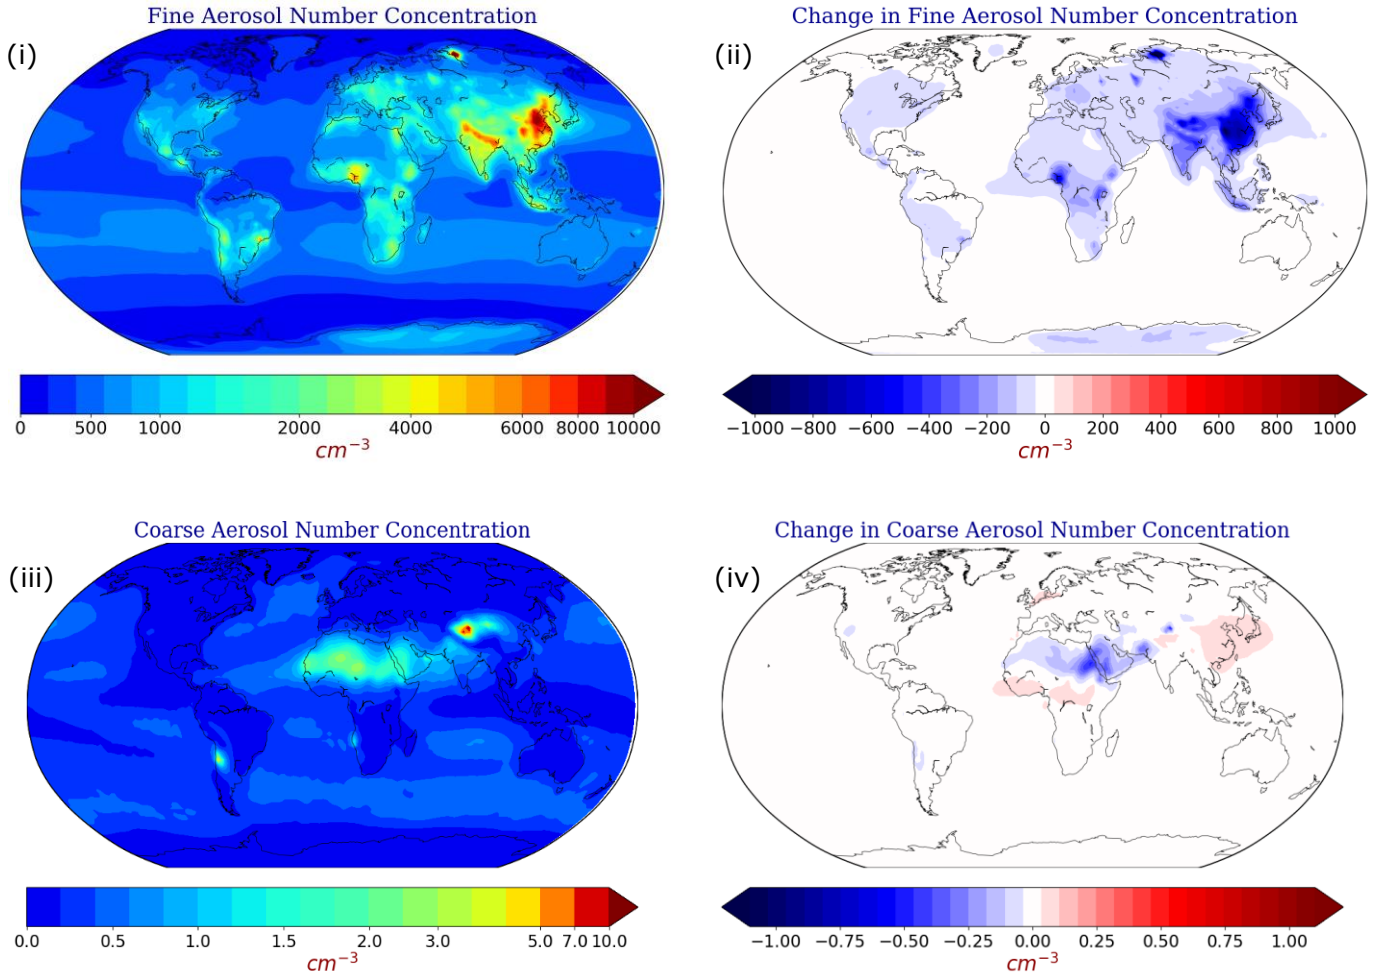 Fine Aerosol Number Concentration
Change in Fine Aerosol Number Concentration
(i)
(ii)
0 500 1000 2000 4000 6000 8000 10000
cm⁻³
−1000 −800 −600 −400 −200 0 200 400 600 800 1000
cm⁻³
Coarse Aerosol Number Concentration
Change in Coarse Aerosol Number Concentration
(iii)
(iv)
0.0 0.5 1.0 1.5 2.0 3.0 5.0 7.0 10.0
cm⁻³
−1.00 −0.75 −0.50 −0.25 0.00 0.25 0.50 0.75 1.00
cm⁻³